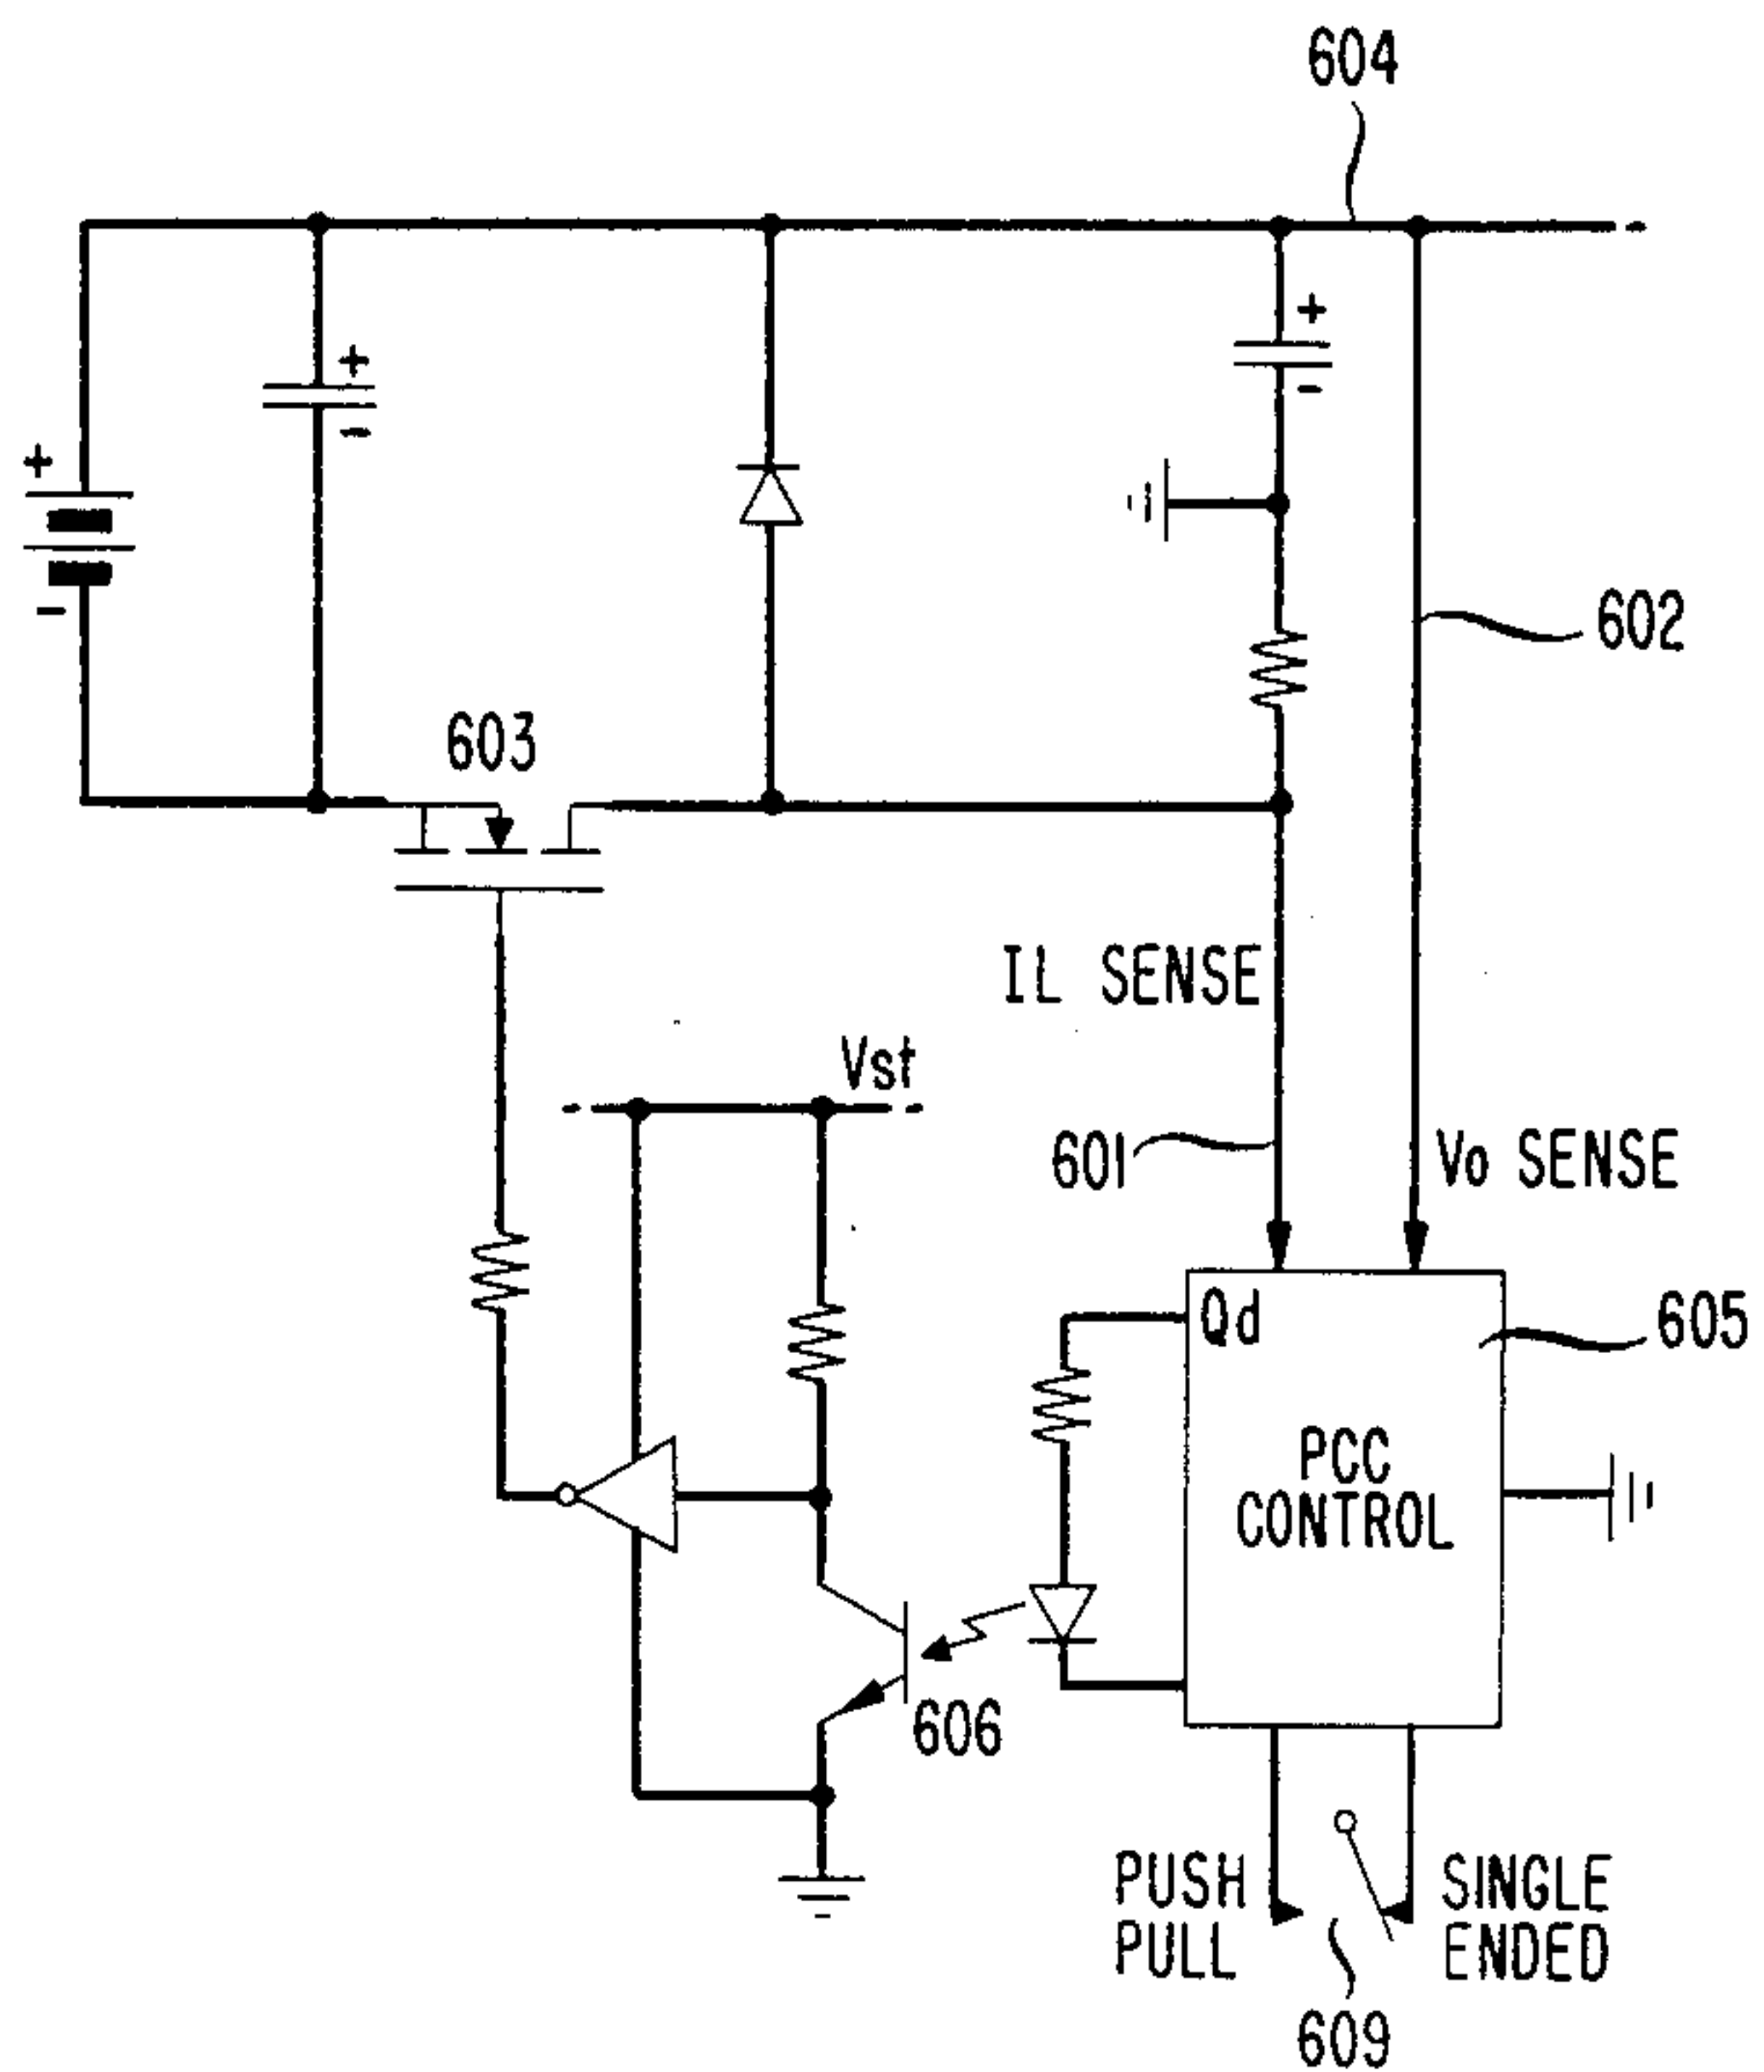 604
+
+
-
+
-
-
602
603
IL SENSE
Vst
601
Vo SENSE
Qd
605
PCC
CONTROL
606
PUSH
PULL
SINGLE
ENDED
609